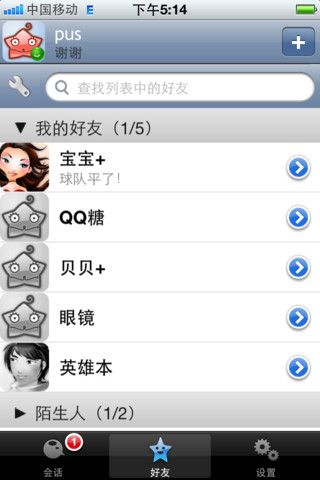 中国移动 E 下午5:14
pus
谢谢
查找列表中的好友
▼ 我的好友（1/5）
宝宝+
球队平了！
QQ糖
贝贝+
眼镜
英雄本
▶ 陌生人（1/2）
1
会话 好友 设置